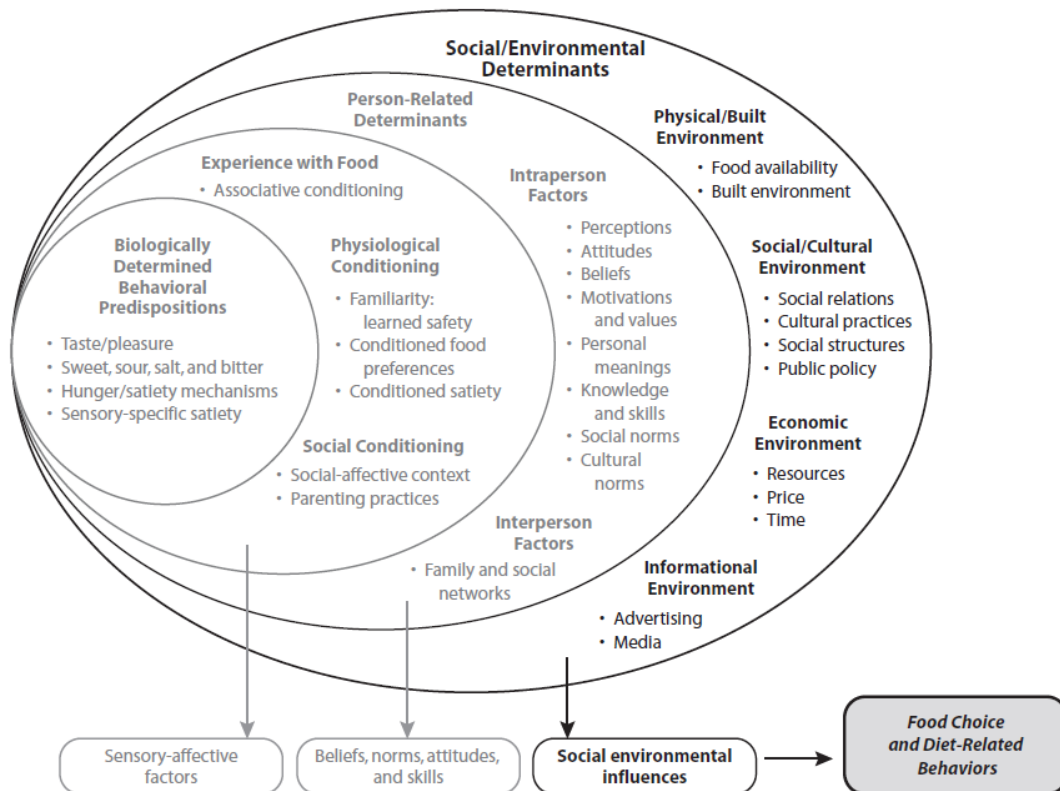 Social/Environmental
Determinants
Person-Related
Determinants
Experience with Food
• Associative conditioning
Biologically
Determined
Behavioral
Predispositions
• Taste/pleasure
• Sweet, sour, salt, and bitter
• Hunger/satiety mechanisms
• Sensory-specific satiety
Physiological
Conditioning
• Familiarity:
learned safety
• Conditioned food
preferences
• Conditioned satiety
Social Conditioning
• Social-affective context
• Parenting practices
Intraperson
Factors
• Perceptions
• Attitudes
• Beliefs
• Motivations
and values
• Personal
meanings
• Knowledge
and skills
• Social norms
• Cultural
norms
Interperson
Factors
• Family and social
networks
Physical/Built
Environment
• Food availability
• Built environment
Social/Cultural
Environment
• Social relations
• Cultural practices
• Social structures
• Public policy
Economic
Environment
• Resources
• Price
• Time
Informational
Environment
• Advertising
• Media
Sensory-affective
factors
Beliefs, norms, attitudes,
and skills
Social environmental
influences
Food Choice
and Diet-Related
Behaviors